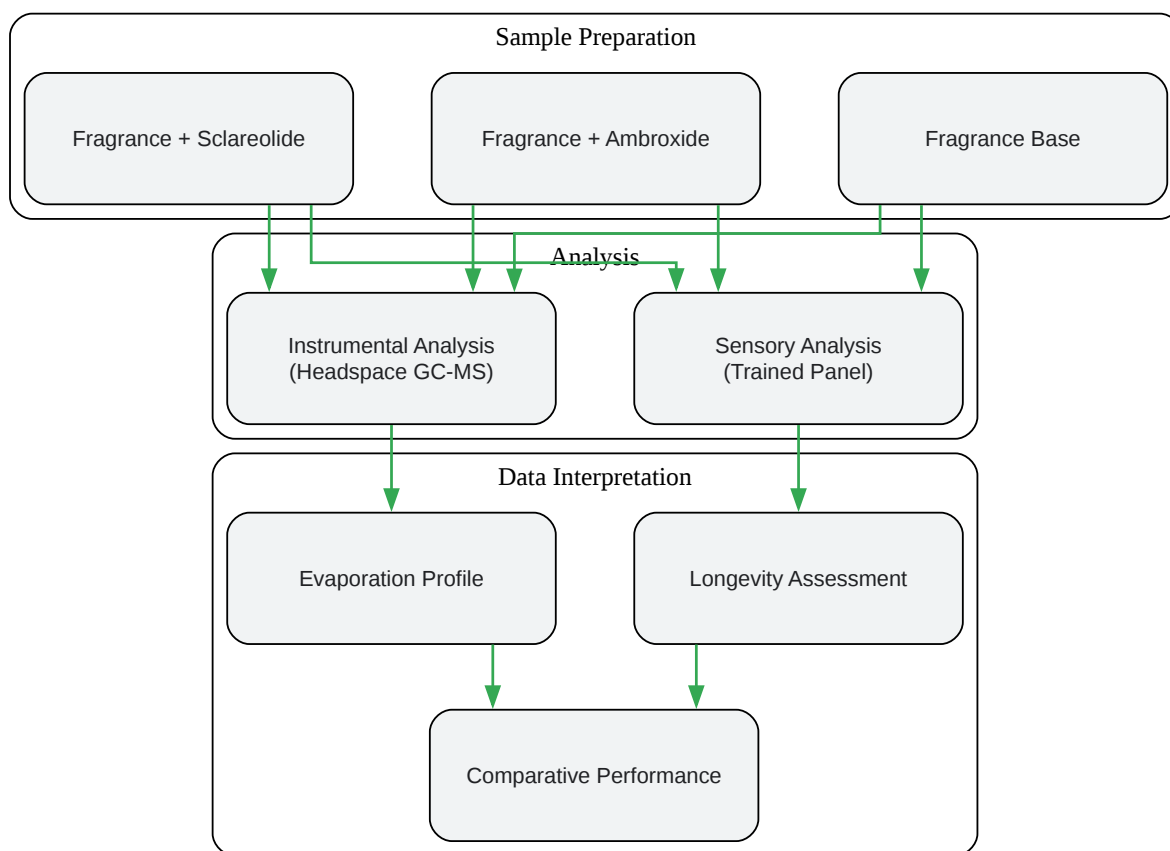 Sample Preparation
Fragrance + Sclareolide
Fragrance + Ambroxide
Fragrance Base
Analysis
Instrumental Analysis
(Headspace GC-MS)
Sensory Analysis
(Trained Panel)
Data Interpretation
Evaporation Profile
Longevity Assessment
Comparative Performance